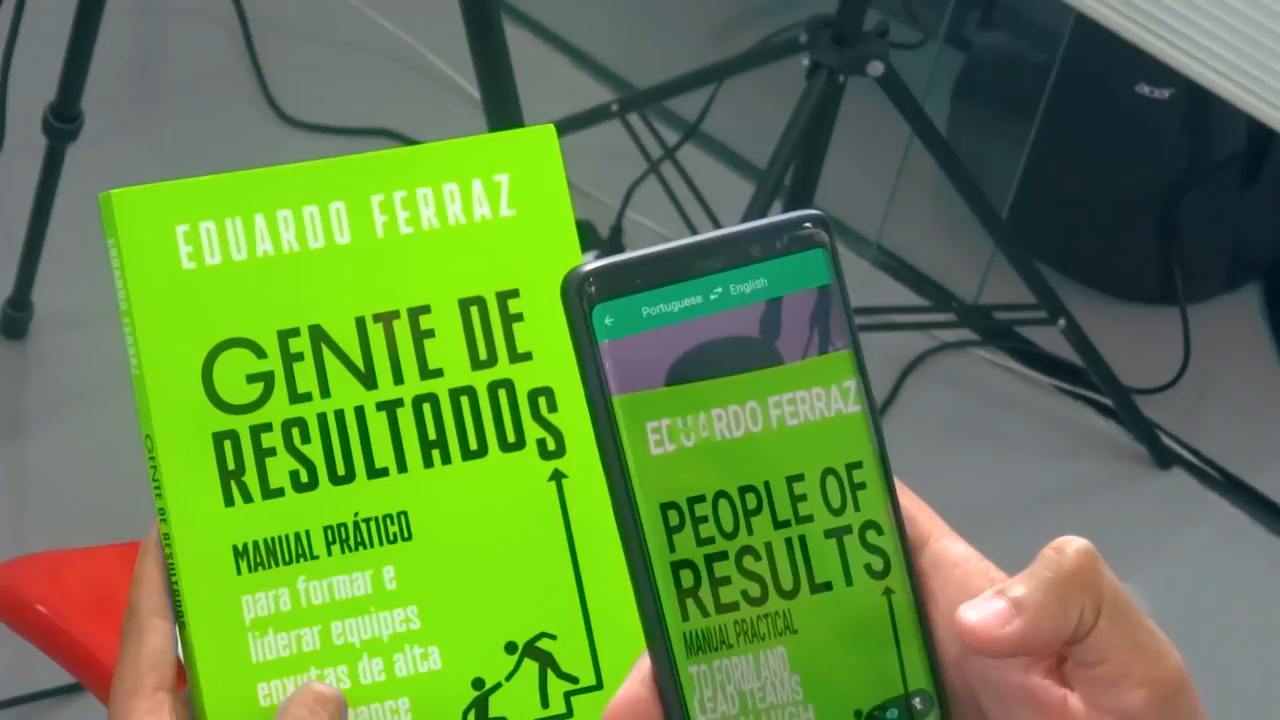 EDUARDO FERRAZ
GENTE DE
RESULTADOS
MANUAL PRÁTICO
para formar e
liderar equipes
enxutas de alta
EDUARDO FERRAZ
GENTE DE RESULTADOS
acer
Portuguese
English
EDUARDO FERRAZ
PEOPLE OF
RESULTS
MANUAL PRACTICAL
TO FORM AND
LEAD TEAMS